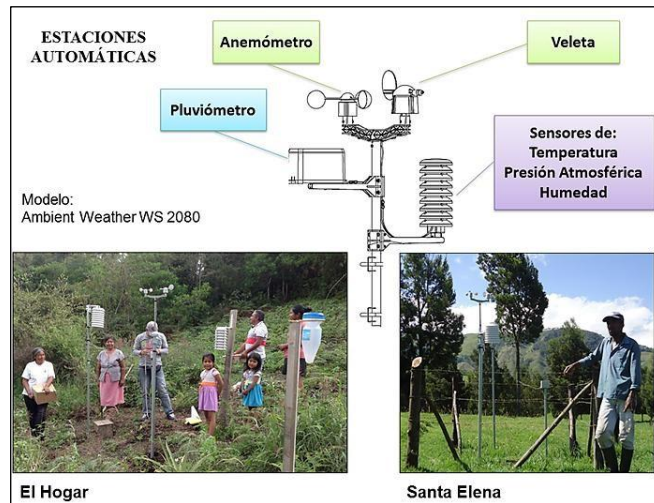 ESTACIONES
AUTOMÁTICAS
Anemómetro
Veleta
Pluviómetro
Sensores de:
Temperatura
Presión Atmosférica
Humedad
Modelo:
Ambient Weather WS 2080
El Hogar
Santa Elena